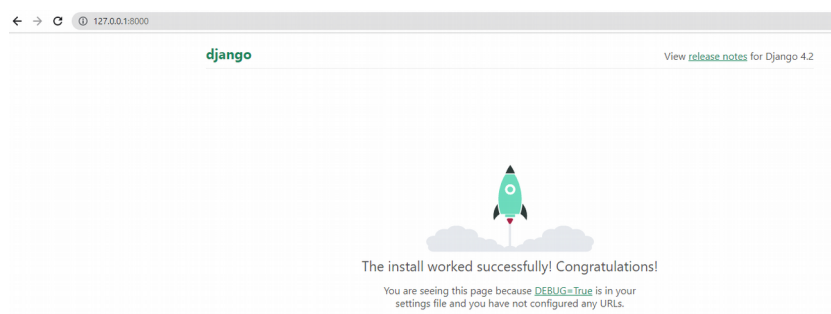 127.0.0.1:8000
django
View release notes for Django 4.2
The install worked successfully! Congratulations!
You are seeing this page because DEBUG=True is in your
settings file and you have not configured any URLs.